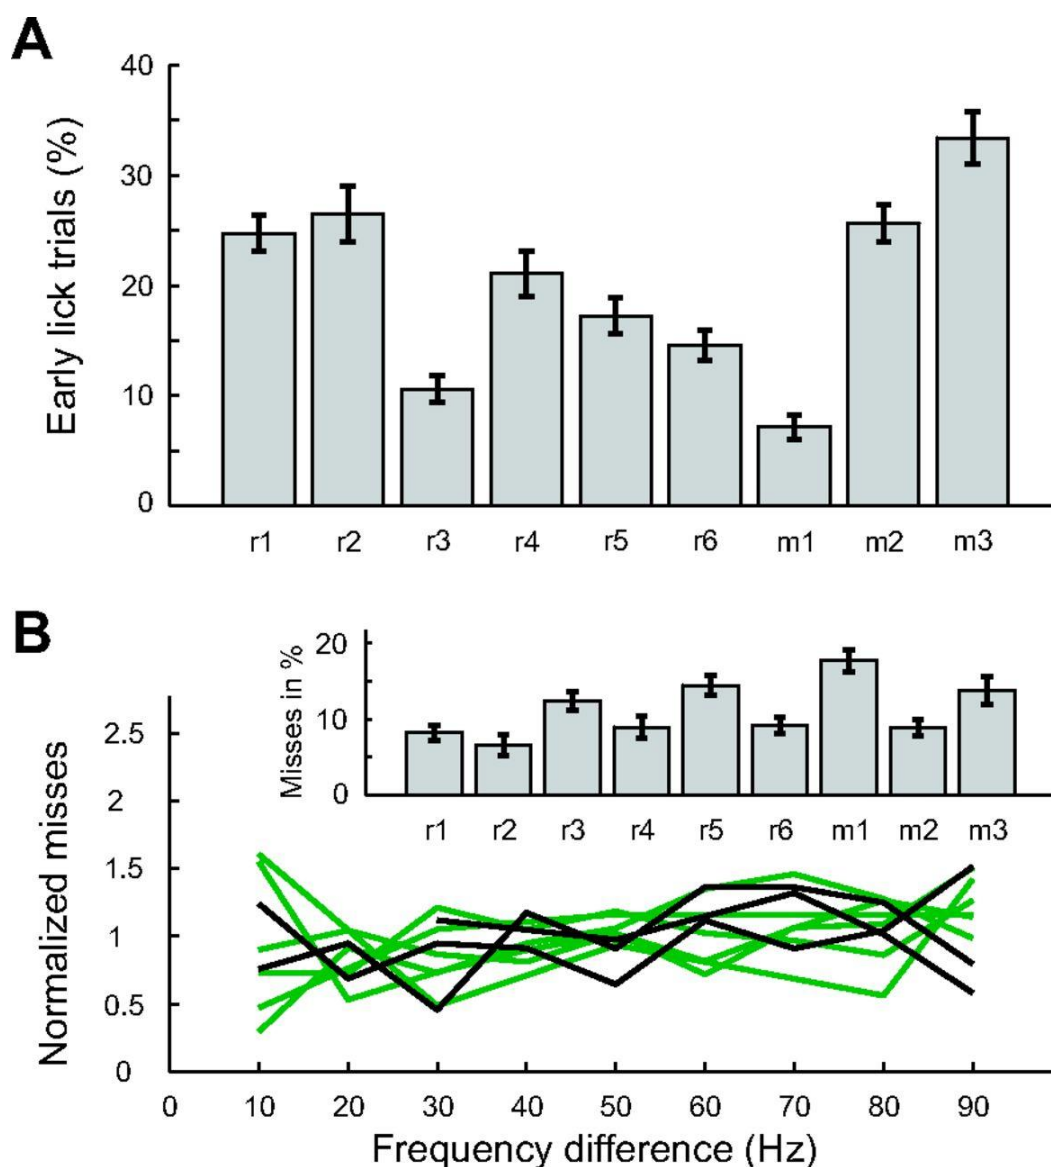 A
Early lick trials (%)
40
30
20
10
0
r1 r2 r3 r4 r5 r6 m1 m2 m3
B
Misses in %
20
10
0
r1 r2 r3 r4 r5 r6 m1 m2 m3
Normalized misses
2.5
2
1.5
1
0.5
0
0 10 20 30 40 50 60 70 80 90
Frequency difference (Hz)